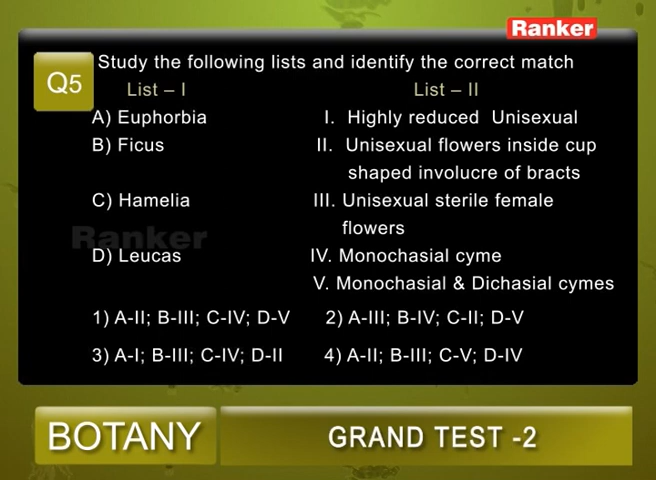 Ranker
Q5 Study the following lists and identify the correct match
List – I List – II
A) Euphorbia I. Highly reduced Unisexual
B) Ficus II. Unisexual flowers inside cup
shaped involucre of bracts
C) Hamelia III. Unisexual sterile female
flowers
Ranker
D) Leucas IV. Monochasial cyme
V. Monochasial & Dichasial cymes
1) A-II; B-III; C-IV; D-V 2) A-III; B-IV; C-II; D-V
3) A-I; B-III; C-IV; D-II 4) A-II; B-III; C-V; D-IV
BOTANY GRAND TEST -2